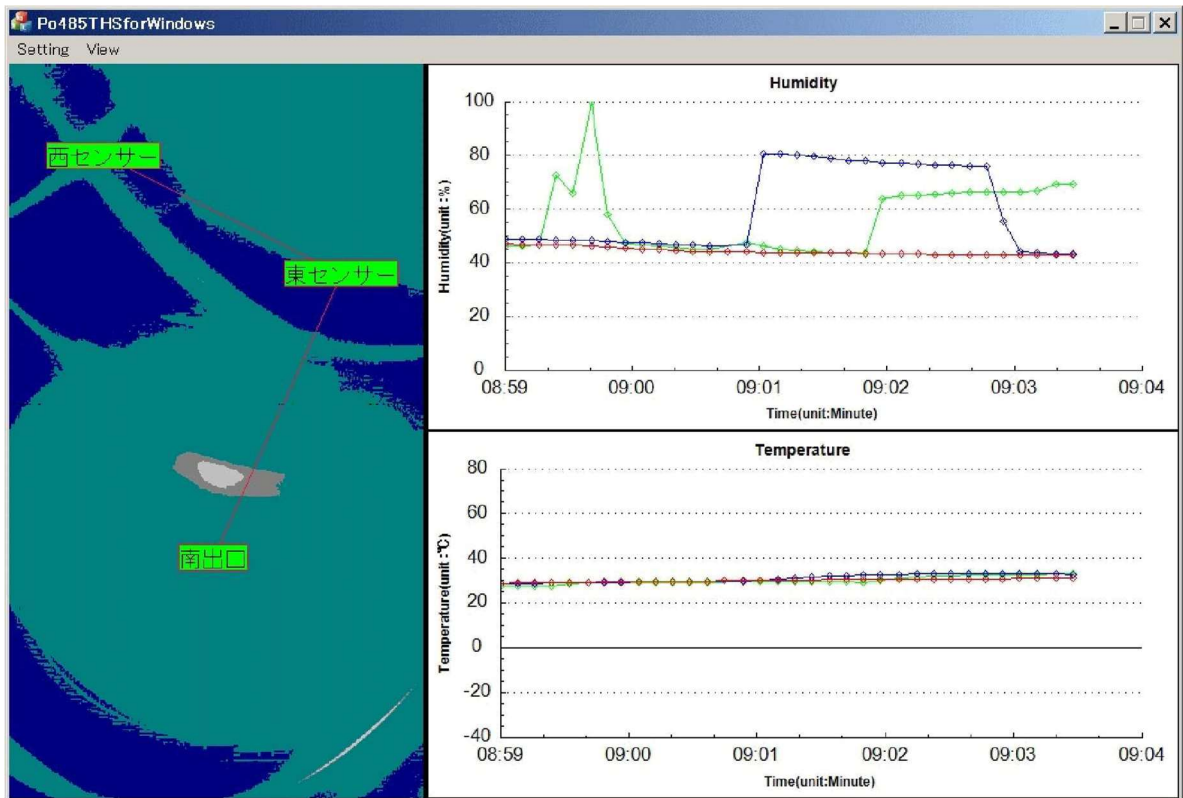 Po485THSforWindows
Setting View
西センサー
東センサー
南出口
Humidity
Humidity(unit :%)
100
80
60
40
20
0
08:59 09:00 09:01 09:02 09:03 09:04
Time(unit:Minute)
Temperature
Temperature(unit :℃)
80
60
40
20
0
-20
-40
08:59 09:00 09:01 09:02 09:03 09:04
Time(unit:Minute)